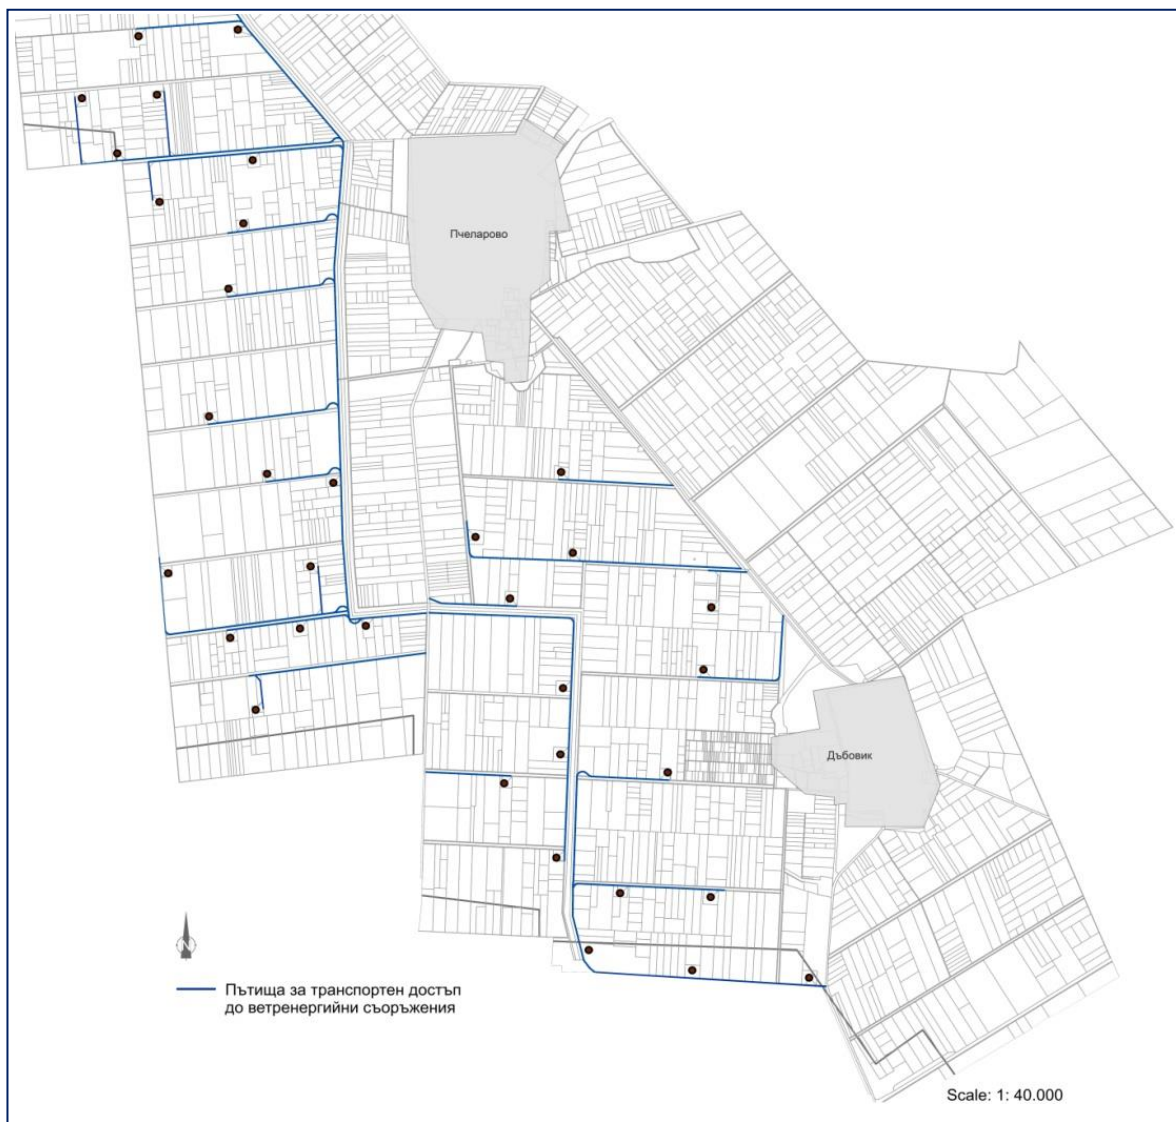 Пчеларово
Дъбовик
N
Пътища за транспортен достъп
до ветренергийни съоръжения
Scale: 1: 40.000